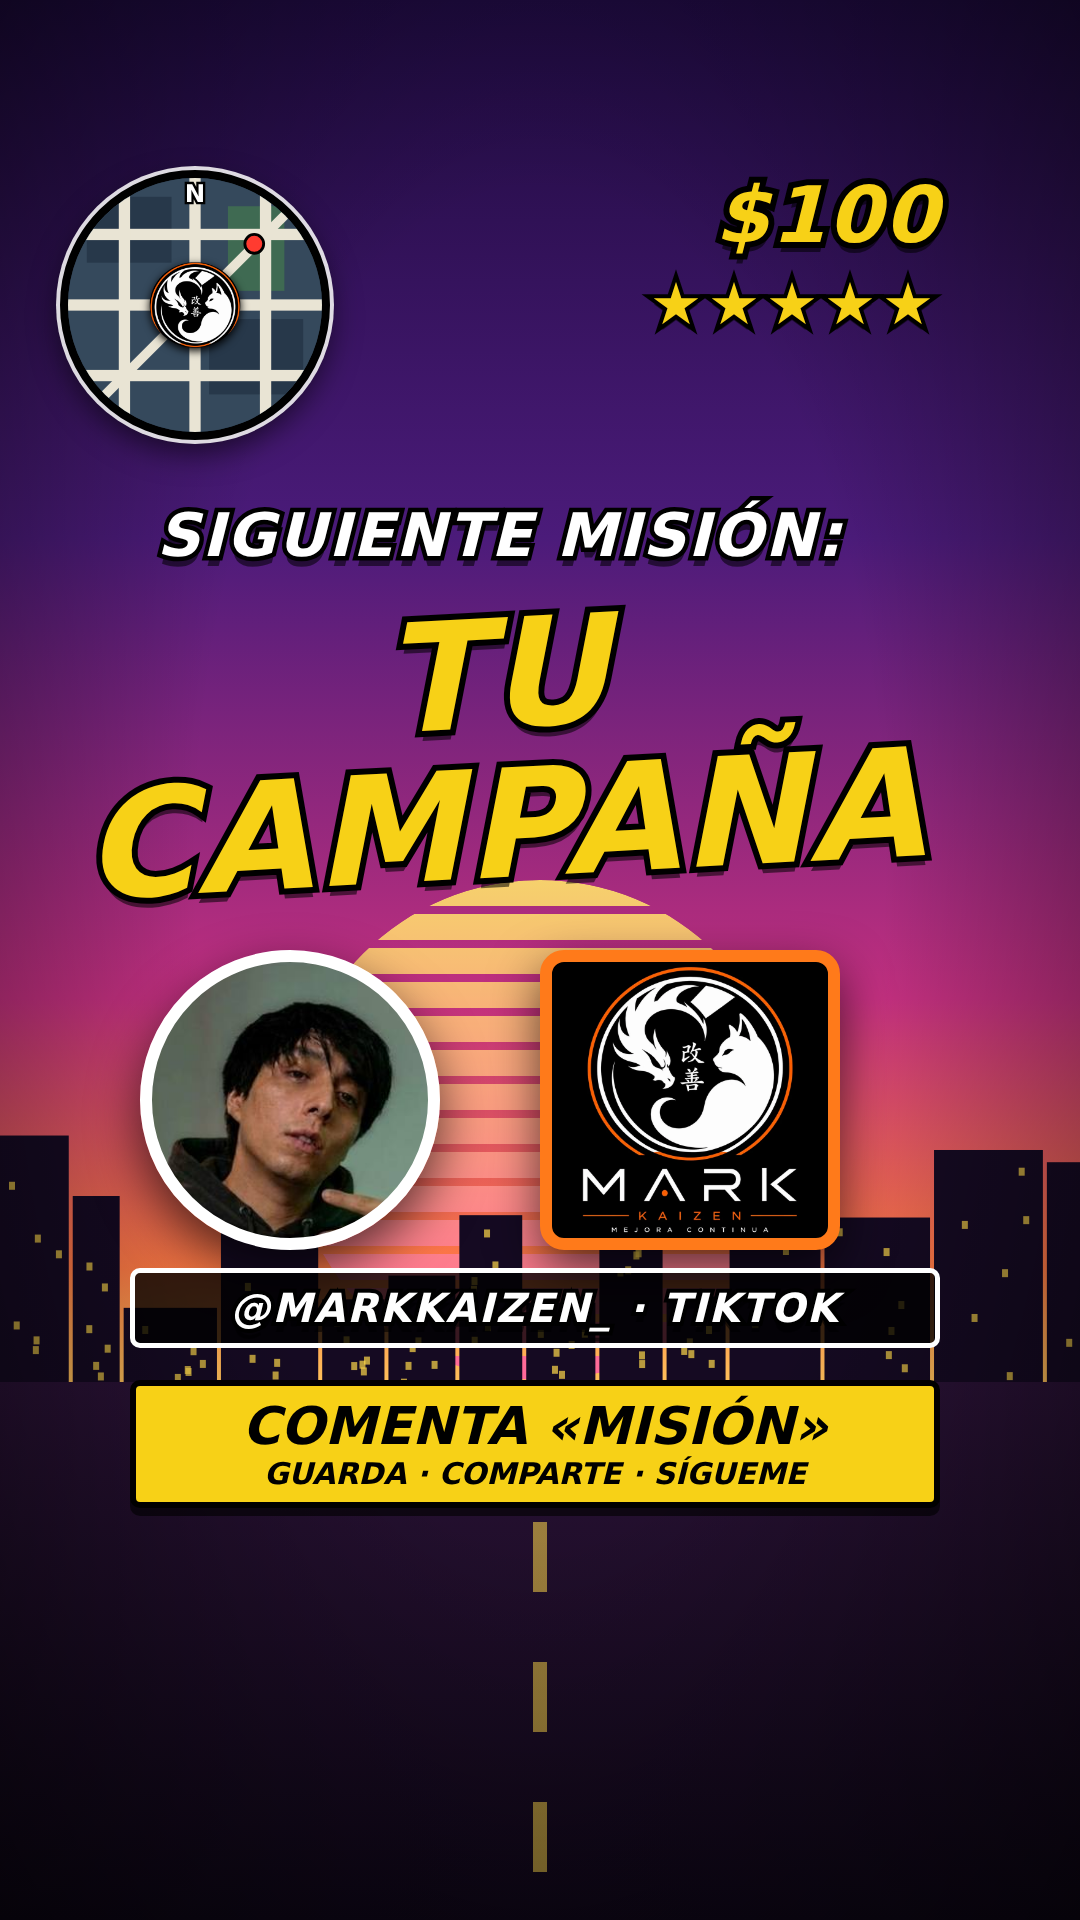 N
$100
SIGUIENTE MISIÓN:
TU
CAMPAÑA
改
善
改
善
MARK
KAIZEN
MEJORA CONTINUA
@MARKKAIZEN_ · TIKTOK
COMENTA «MISIÓN»
GUARDA · COMPARTE · SÍGUEME